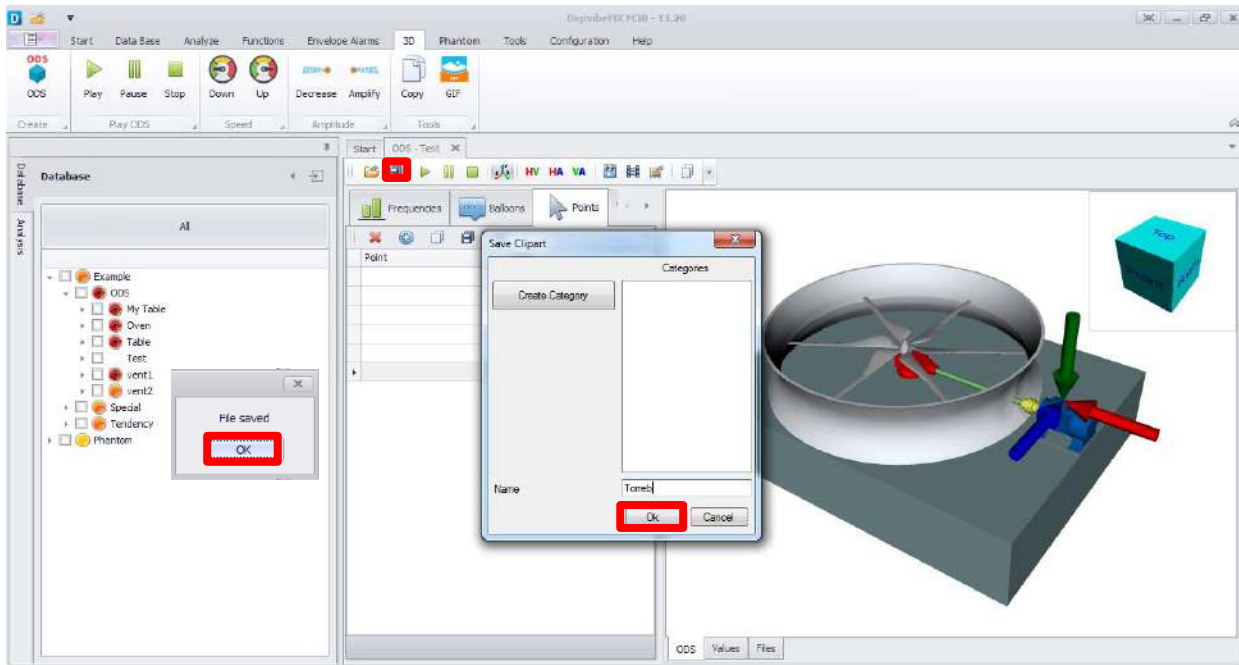 DigivibeMX M30 - 11.20
Start Data Base Analyze Functions Envelope Alarms 3D Phantom Tools Configuration Help
ODS
ODS Play Pause Stop Down Up Decrease Amplify Copy GIF
Create Play ODS Speed Amplitude Tools
Start ODS - Test
Database
Analysis
Database
HV HA VA
All
Frequencies Balloons Points
Point
Example
ODS
My Table
Oven
Table
Test
vent1
vent2
Special
Tendency
Phantom
File saved
OK
Save Clipart
Categories
Create Category
Name Torreb
Ok Cancel
Top
ODS Values Files